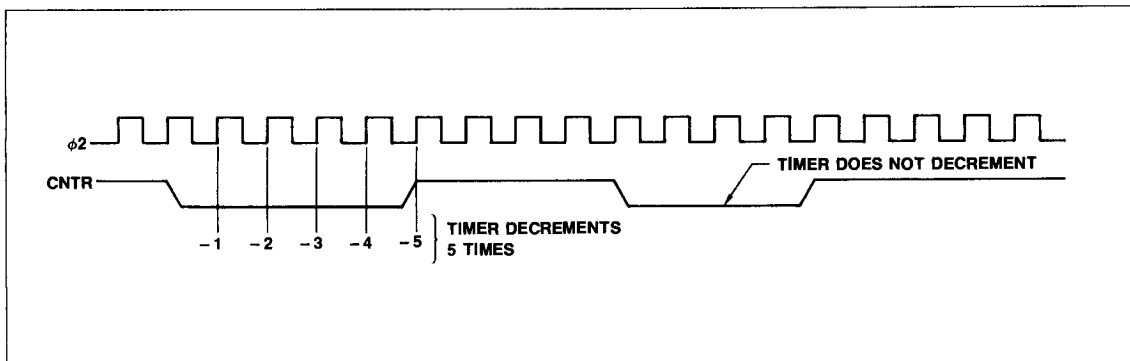 φ2
TIMER DOES NOT DECREMENT
CNTR
-1 -2 -3 -4 -5
TIMER DECREMENTS
5 TIMES